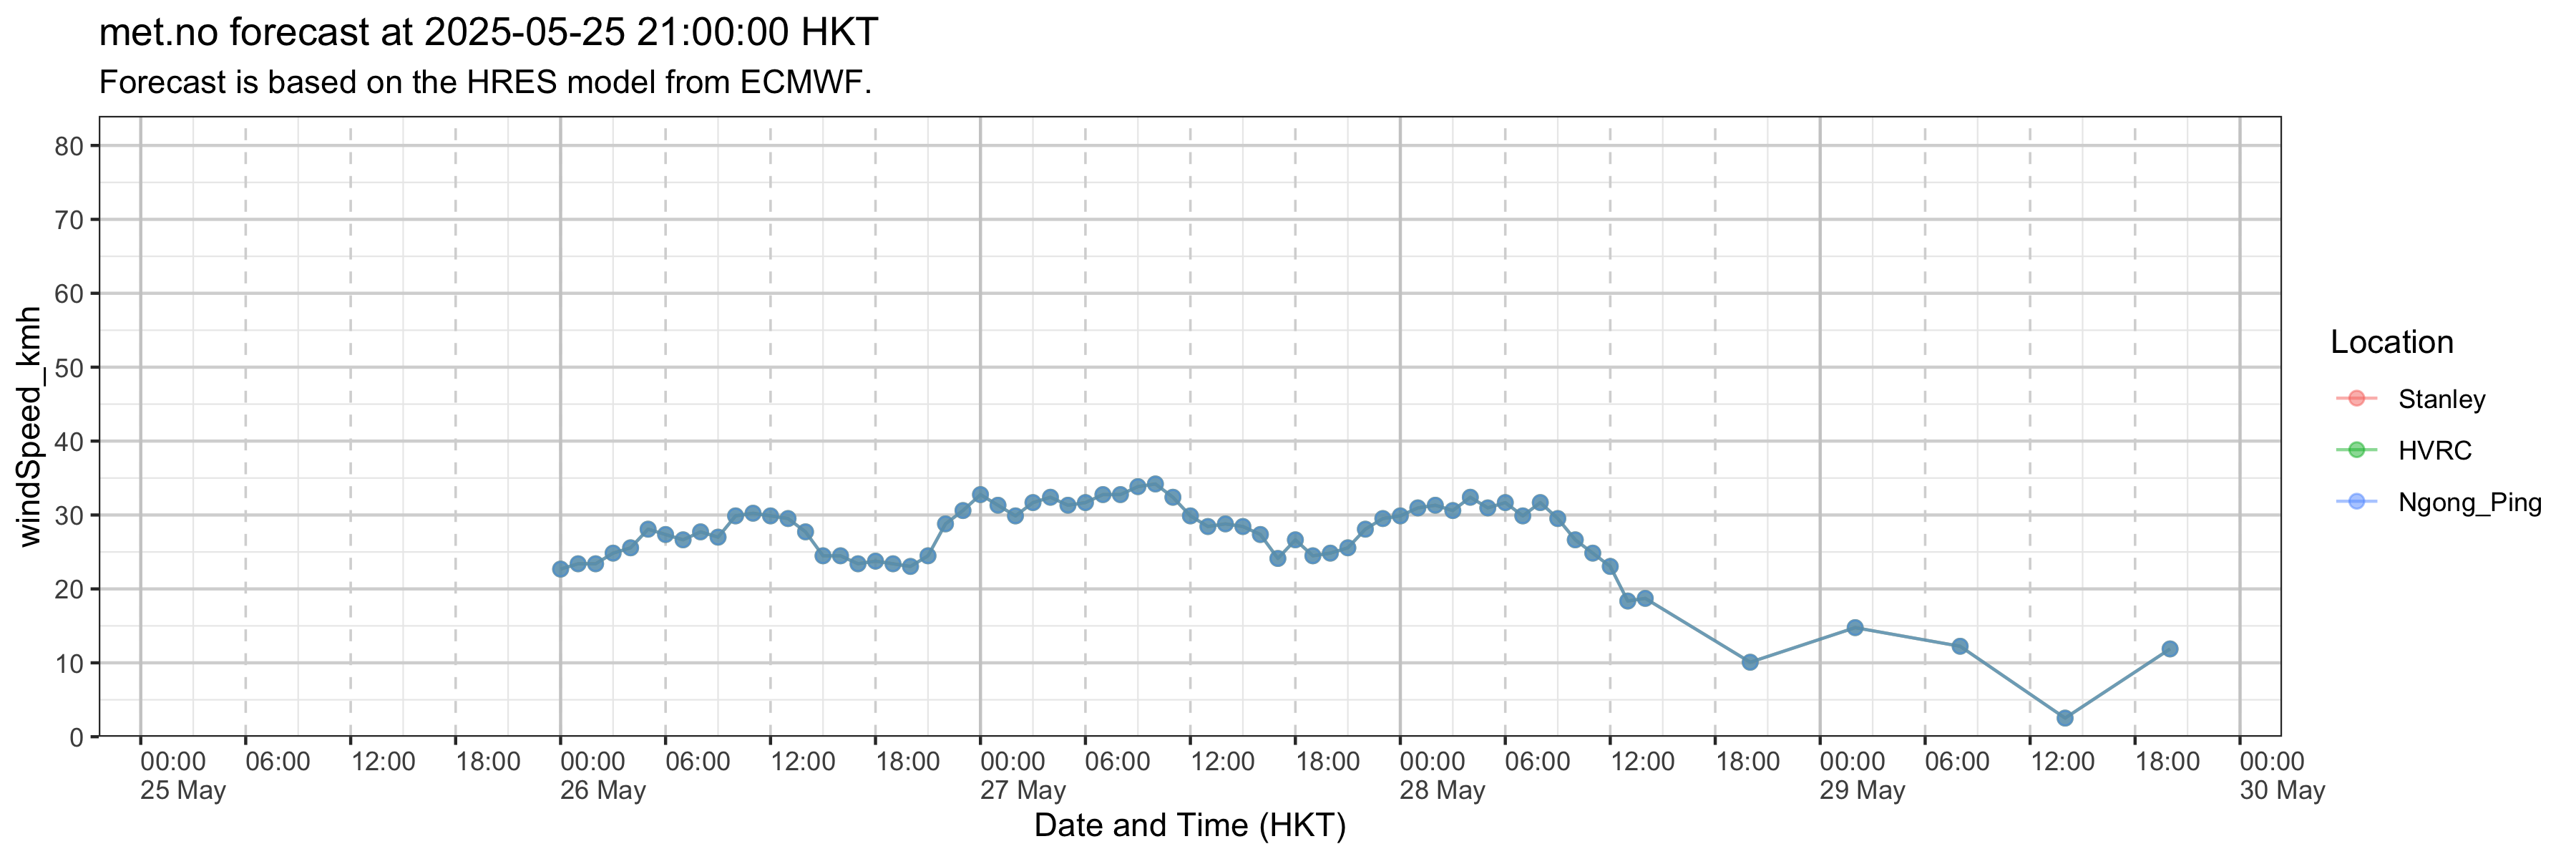 met.no forecast at 2025-05-25 21:00:00 HKT
Forecast is based on the HRES model from ECMWF.
windSpeed_kmh
80
70
60
50
40
30
20
10
0
00:00 06:00 12:00 18:00 00:00 06:00 12:00 18:00 00:00 06:00 12:00 18:00 00:00 06:00 12:00 18:00 00:00 06:00 12:00 18:00 00:00
25 May 26 May 27 May 28 May 29 May 30 May
Date and Time (HKT)
Location
Stanley
HVRC
Ngong_Ping